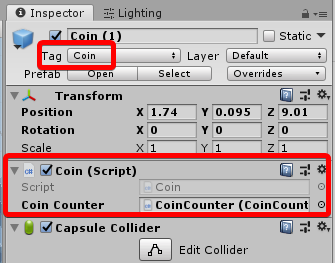 Inspector Lighting
Coin (1) Static
Tag Coin Layer Default
Prefab Open Select Overrides
Transform
Position X 1.74 Y 0.095 Z 9.01
Rotation X 0 Y 0 Z 0
Scale X 1 Y 1 Z 1
C# Coin (Script)
Script Coin
Coin Counter CoinCounter (CoinCount
Capsule Collider
Edit Collider